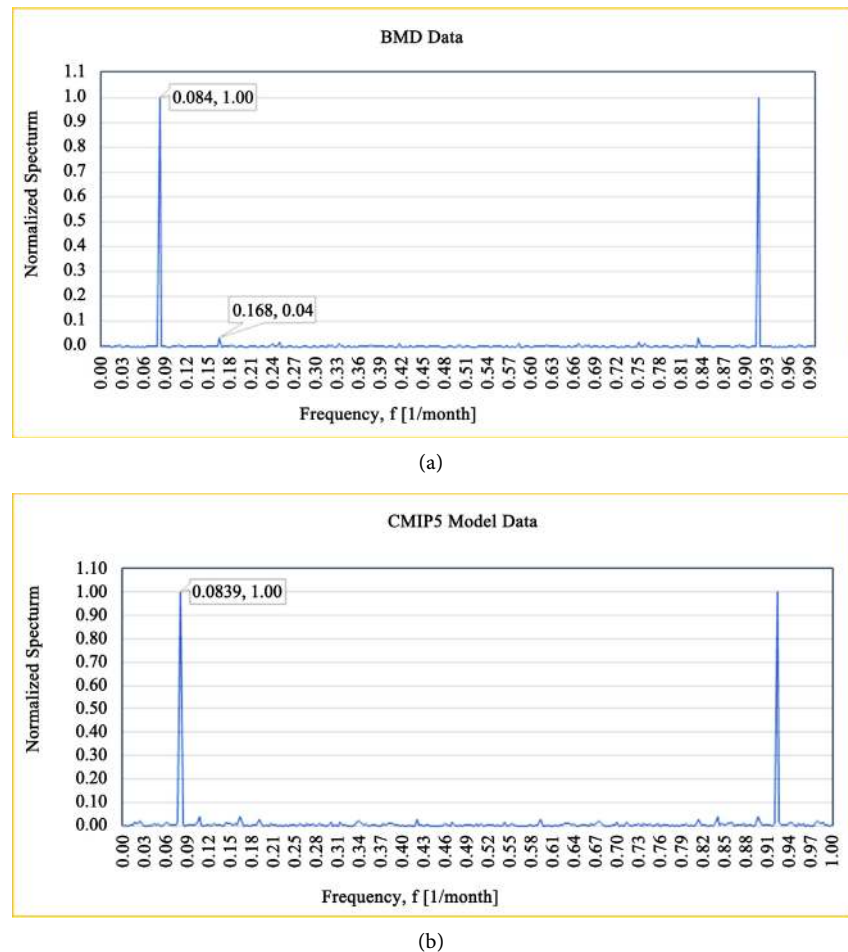 BMD Data
1.1
1.0
0.9
0.8
0.7
0.6
0.5
0.4
0.3
0.2
0.1
0.0
Normalized Specturm
0.084, 1.00
0.168, 0.04
0.00 0.03 0.06 0.09 0.12 0.15 0.18 0.21 0.24 0.27 0.30 0.33 0.36 0.39 0.42 0.45 0.48 0.51 0.54 0.57 0.60 0.63 0.66 0.69 0.72 0.75 0.78 0.81 0.84 0.87 0.90 0.93 0.96 0.99
Frequency, f [1/month]
(a)
CMIP5 Model Data
1.10
1.00
0.90
0.80
0.70
0.60
0.50
0.40
0.30
0.20
0.10
0.00
Normalized Specturm
0.0839, 1.00
0.00 0.03 0.06 0.09 0.12 0.15 0.18 0.21 0.25 0.28 0.31 0.34 0.37 0.40 0.43 0.46 0.49 0.52 0.55 0.58 0.61 0.64 0.67 0.70 0.73 0.76 0.79 0.82 0.85 0.88 0.91 0.94 0.97 1.00
Frequency, f [1/month]
(b)